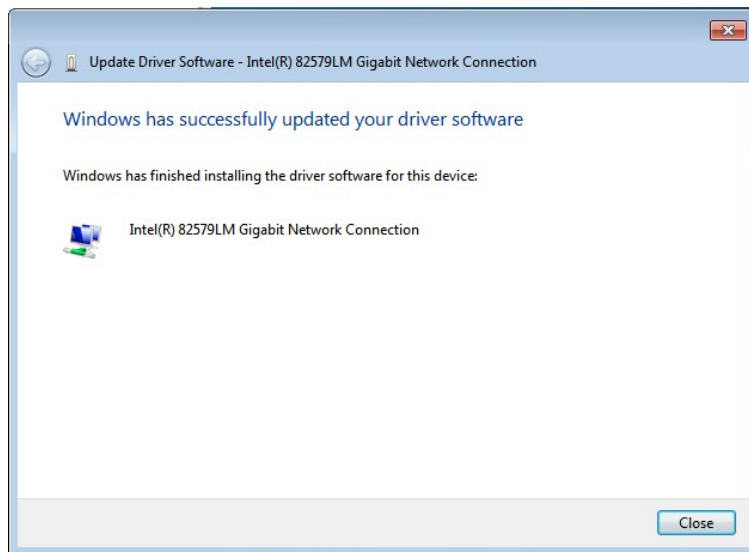 Update Driver Software - Intel(R) 82579LM Gigabit Network Connection
Windows has successfully updated your driver software
Windows has finished installing the driver software for this device:
Intel(R) 82579LM Gigabit Network Connection
Close